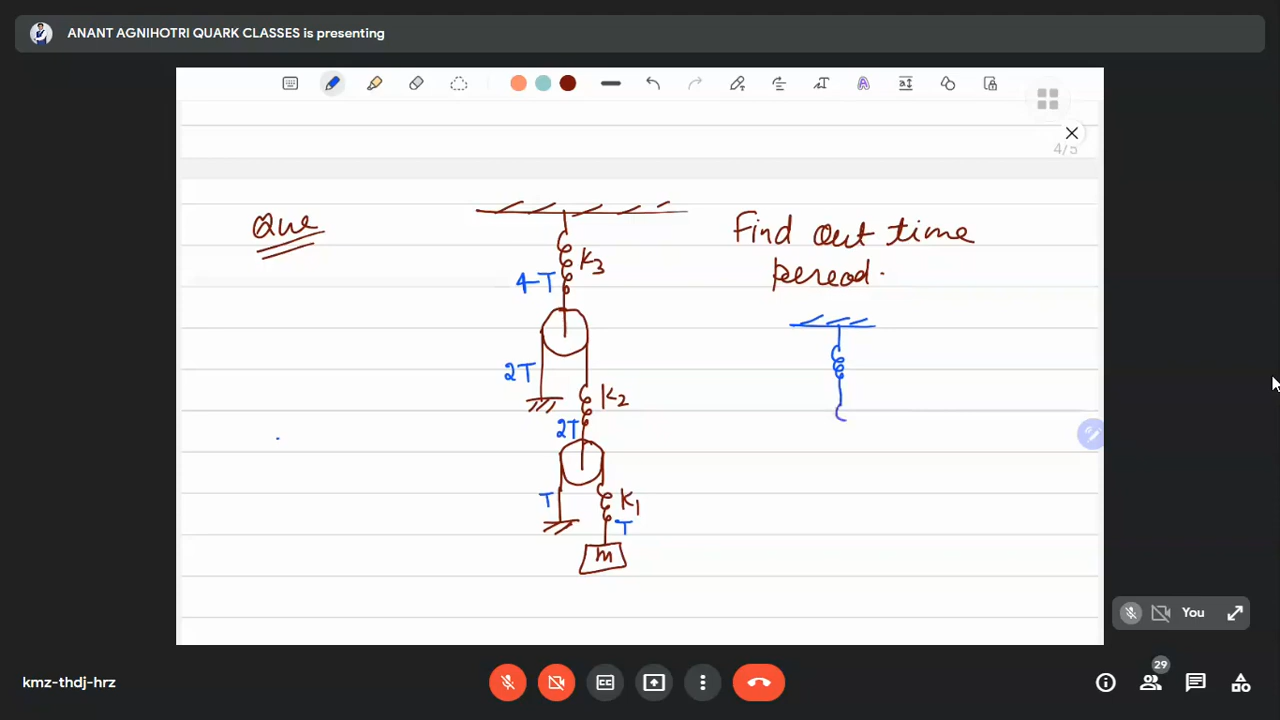 ANANT AGNIHOTRI QUARK CLASSES is presenting
4/5
Que
Find out time
pereod.
K3
4T
2T
K2
2T
T
K1
T
m
You
kmz-thdj-hrz
CC
29